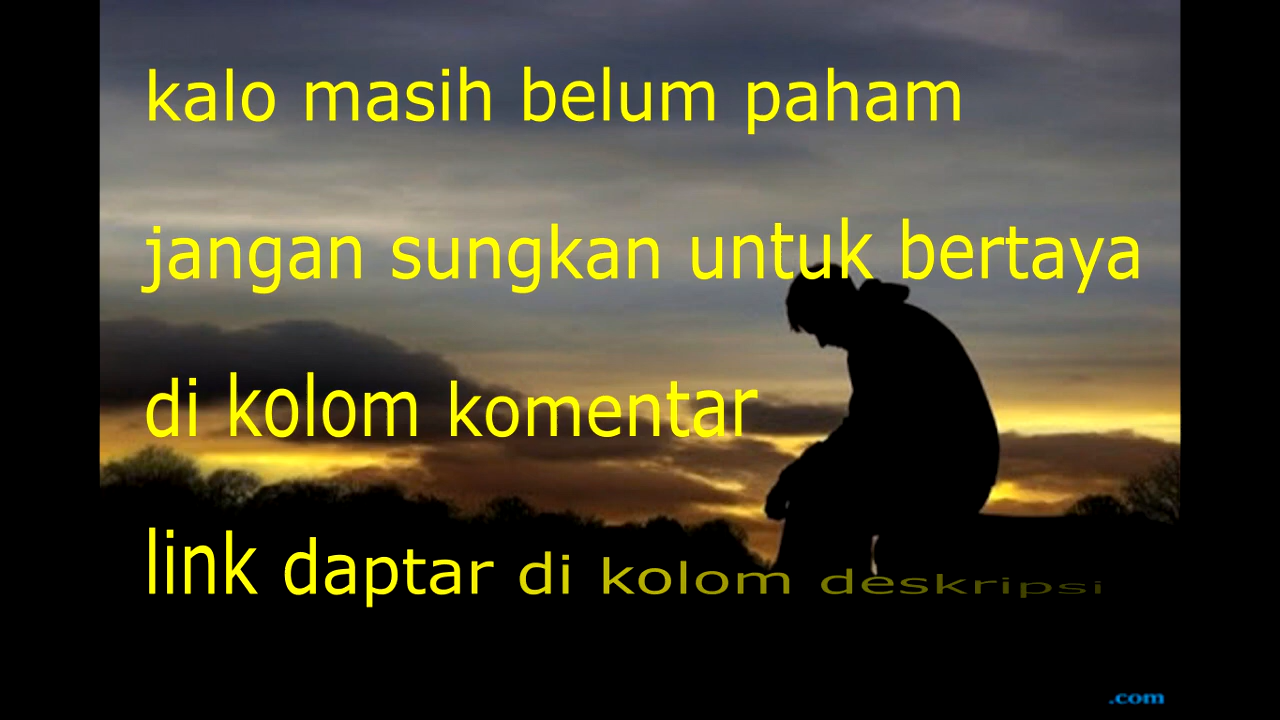 kalo masih belum paham
jangan sungkan untuk bertaya
di kolom komentar
link daptar di kolom deskripsi
.com